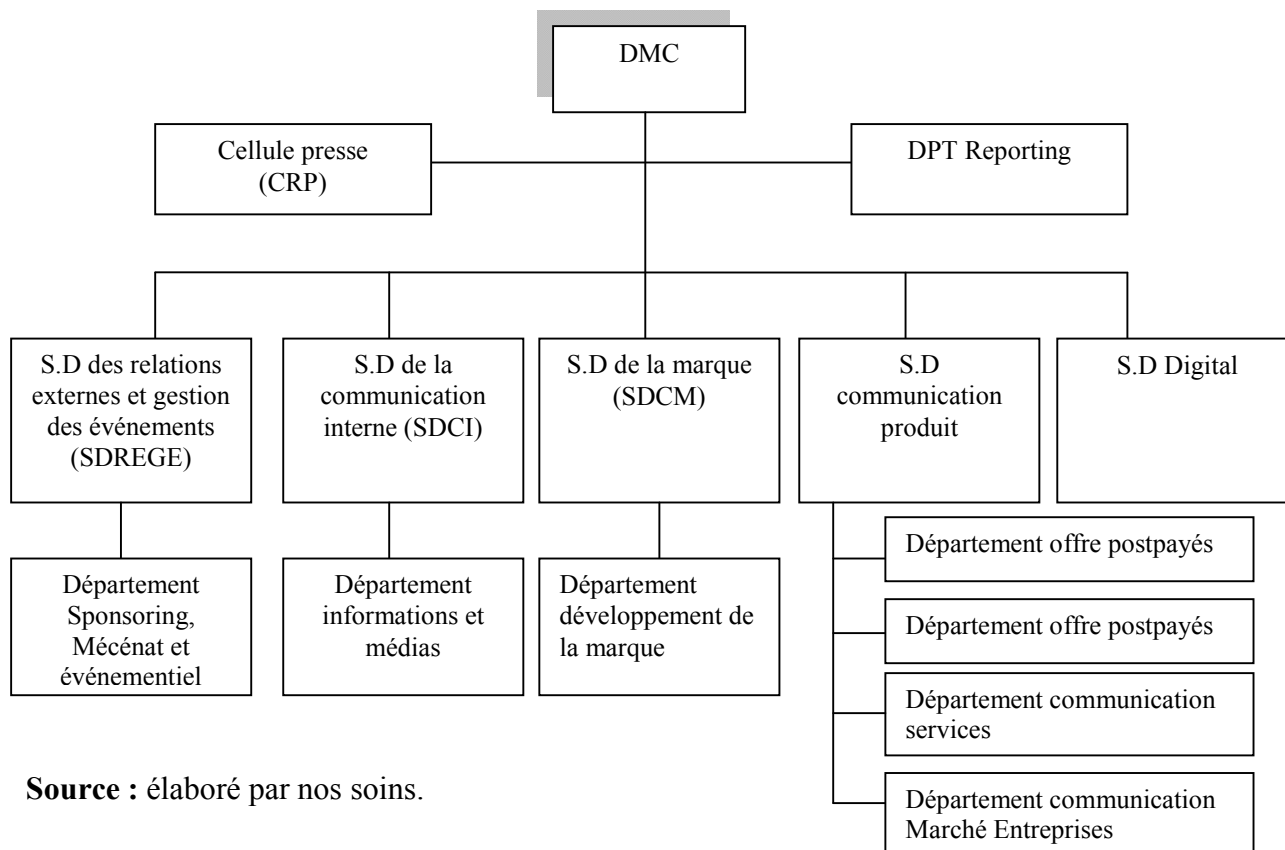 DMC
Cellule presse
(CRP)
DPT Reporting
S.D des relations
externes et gestion
des événements
(SDREGE)
S.D de la
communication
interne (SDCI)
S.D de la marque
(SDCM)
S.D
communication
produit
S.D Digital
Département
Sponsoring,
Mécénat et
événementiel
Département
informations et
médias
Département
développement de
la marque
Département offre postpayés
Département offre postpayés
Département communication
services
Département communication
Marché Entreprises
Source : élaboré par nos soins.